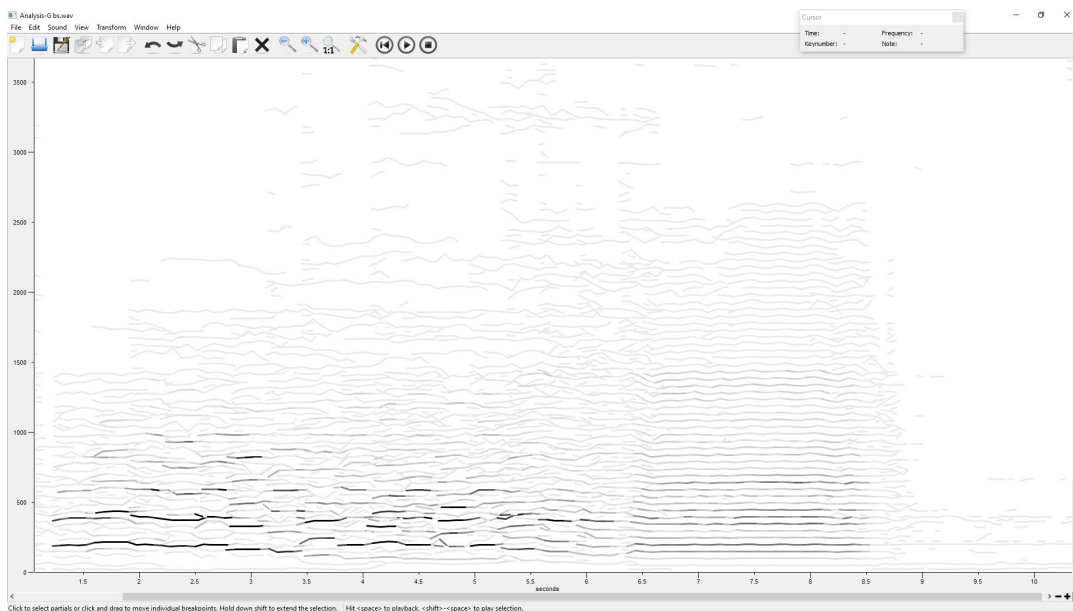 Analysis-G bs.wav
File Edit Sound View Transform Window Help
1:1
Cursor
Time: - Frequency: -
Keynumber: - Note: -
3500
3000
2500
2000
1500
1000
500
0
1.5 2 2.5 3 3.5 4 4.5 5 5.5 6 6.5 7 7.5 8 8.5 9 9.5 10
seconds
Click to select partials or click and drag to move individual breakpoints. Hold down shift to extend the selection. Hit <space> to playback, <shift>-<space> to play selection.